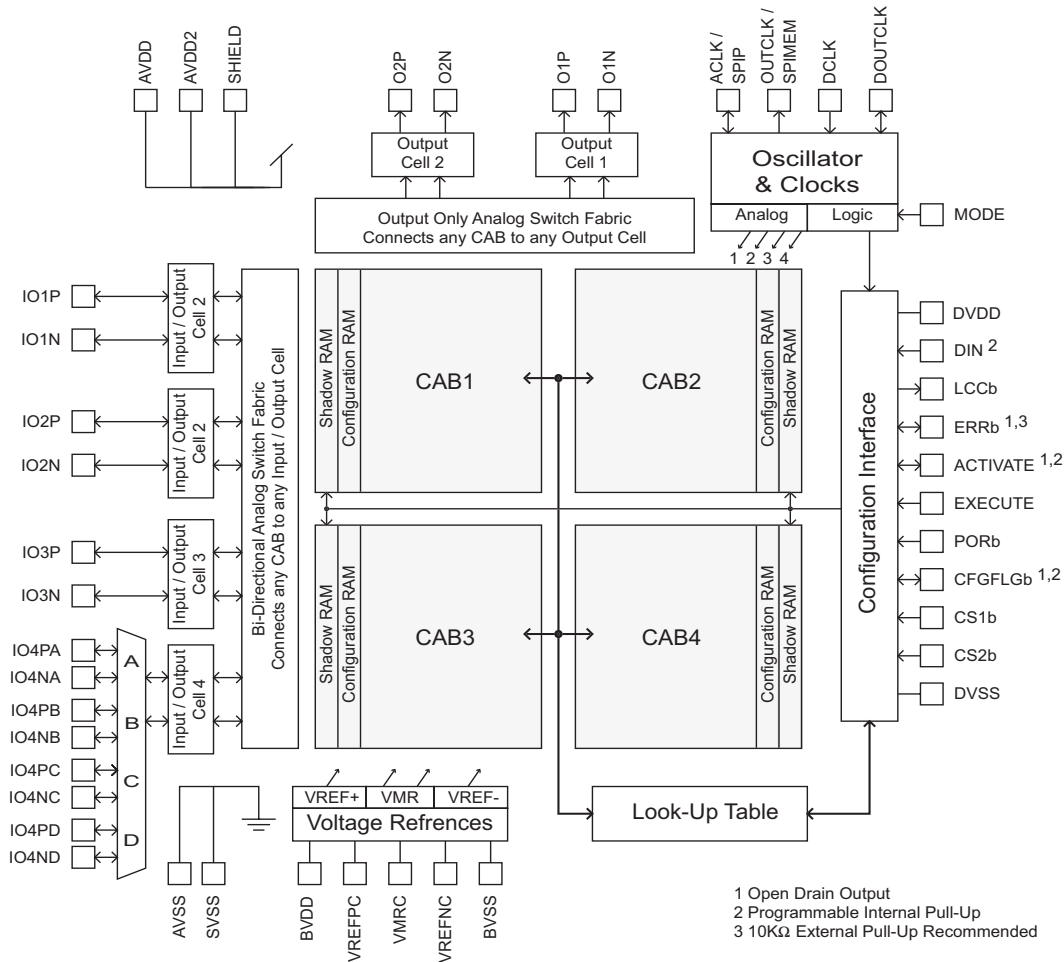 AVDD
AVDD2
SHIELD
O2P
O2N
O1P
O1N
ACLK /
SPIP
OUTCLK /
SPIMEM
DCLK
DOUTCLK
Output
Cell 2
Output
Cell 1
Oscillator
& Clocks
Analog
Logic
MODE
Output Only Analog Switch Fabric
Connects any CAB to any Output Cell
1 2 3 4
IO1P
IO1N
Input / Output
Cell 2
IO2P
IO2N
Input / Output
Cell 2
IO3P
IO3N
Input / Output
Cell 3
IO4PA
IO4NA
IO4PB
IO4NB
IO4PC
IO4NC
IO4PD
IO4ND
A
B
C
D
Input / Output
Cell 4
Bi-Directional Analog Switch Fabric
Connects any CAB to any Input / Output Cell
Shadow RAM
Configuration RAM
CAB1
CAB2
Configuration RAM
Shadow RAM
Shadow RAM
Configuration RAM
CAB3
CAB4
Configuration RAM
Shadow RAM
Configuration Interface
DVDD
DIN 2
LCCb
ERRb 1,3
ACTIVATE 1,2
EXECUTE
PORb
CFGFLGb 1,2
CS1b
CS2b
DVSS
AVSS
SVSS
VREF+
VMR
VREF-
Voltage Refrences
BVDD
VREFPC
VMRC
VREFNC
BVSS
Look-Up Table
1 Open Drain Output
2 Programmable Internal Pull-Up
3 10KΩ External Pull-Up Recommended